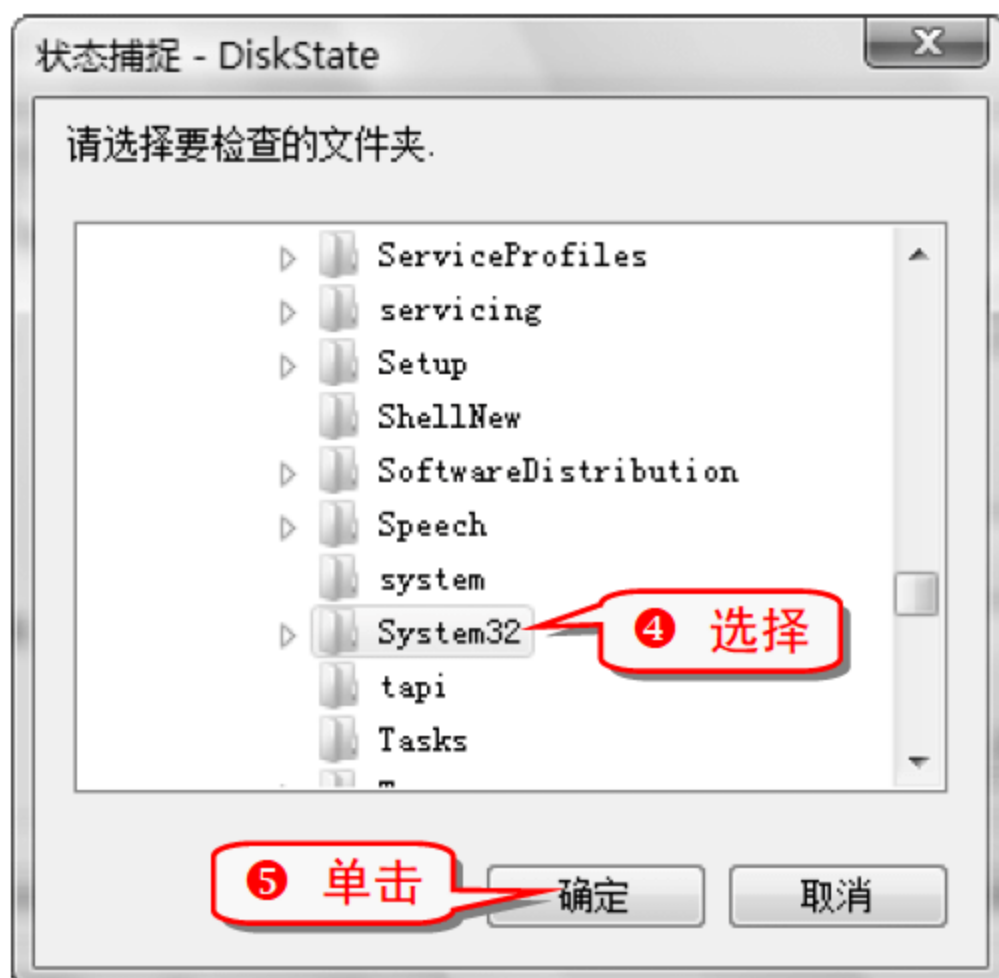 状态捕捉 - DiskState
请选择要检查的文件夹.
ServiceProfiles
servicing
Setup
ShellNew
SoftwareDistribution
Speech
system
System32
❹ 选择
tapi
Tasks
❺ 单击
确定
取消